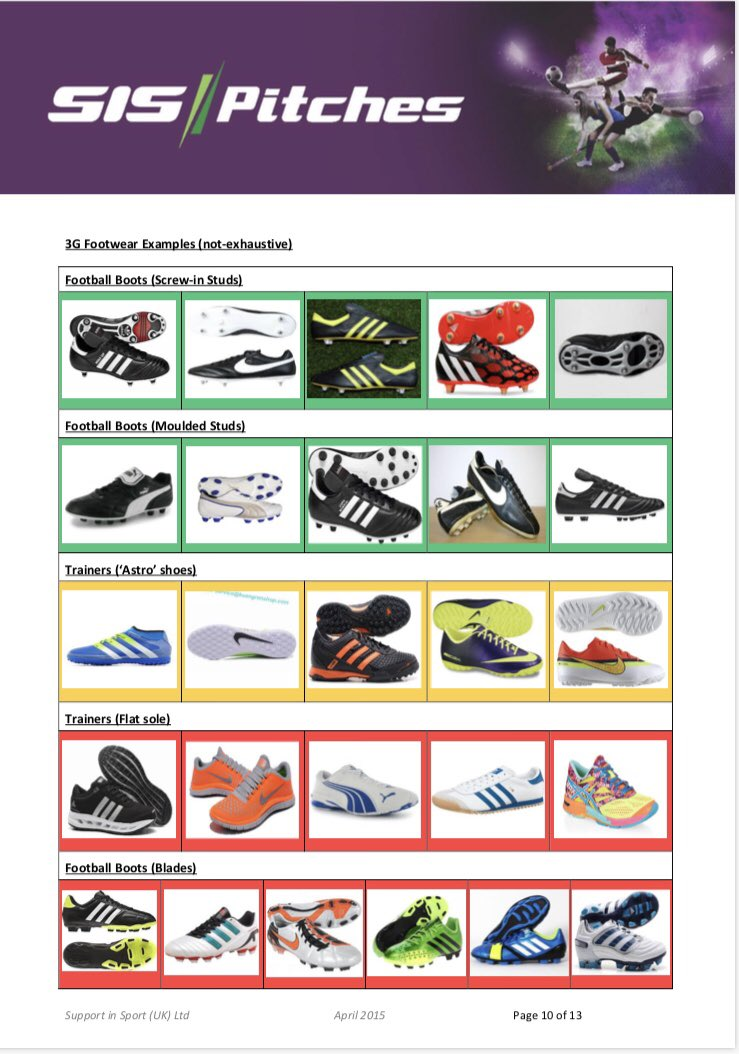 SIS Pitches
3G Footwear Examples (not-exhaustive)
Football Boots (Screw-in Studs)
Football Boots (Moulded Studs)
Trainers (‘Astro’ shoes)
Trainers (Flat sole)
Football Boots (Blades)
Support in Sport (UK) Ltd April 2015 Page 10 of 13